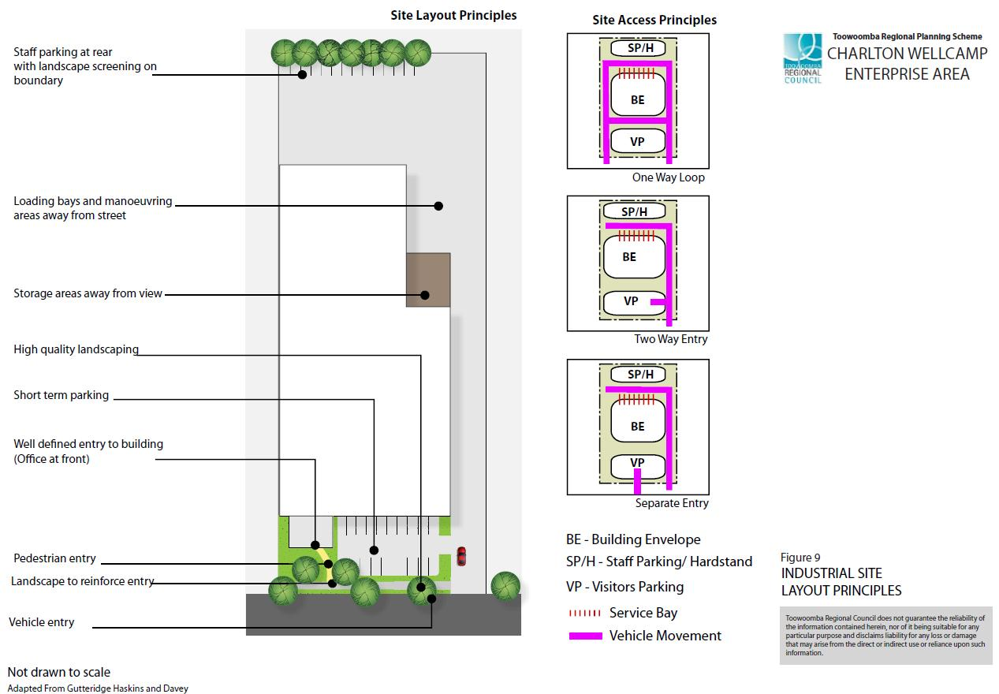 Site Layout Principles
Staff parking at rear
with landscape screening on
boundary
Loading bays and manoeuvring
areas away from street
Storage areas away from view
High quality landscaping
Short term parking
Well defined entry to building
(Office at front)
Pedestrian entry
Landscape to reinforce entry
Vehicle entry
Not drawn to scale
Adapted From Gutteridge Haskins and Davey
Site Access Principles
SP/H
BE
VP
One Way Loop
SP/H
BE
VP
Two Way Entry
SP/H
BE
VP
Separate Entry
BE - Building Envelope
SP/H - Staff Parking/ Hardstand
VP - Visitors Parking
Service Bay
Vehicle Movement
TOOWOOMBA
REGIONAL
COUNCIL
Toowoomba Regional Planning Scheme
CHARLTON WELLCAMP
ENTERPRISE AREA
Figure 9
INDUSTRIAL SITE
LAYOUT PRINCIPLES
Toowoomba Regional Council does not guarantee the reliability of
the information contained herein, nor of it being suitable for any
particular purpose and disclaims liability for any loss or damage
that may arise from the direct or indirect use or reliance upon such
information.